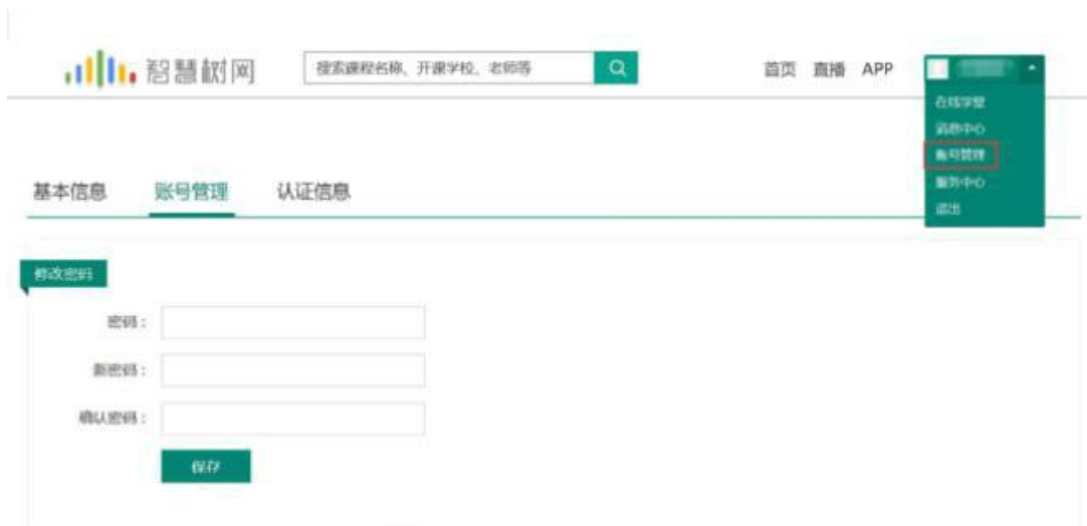 智慧树网
搜索课程名称、开课学校、老师等
首页 直播 APP
在线学堂
消息中心
账号管理
服务中心
退出
基本信息 账号管理 认证信息
修改密码
密码：
新密码：
确认密码：
保存